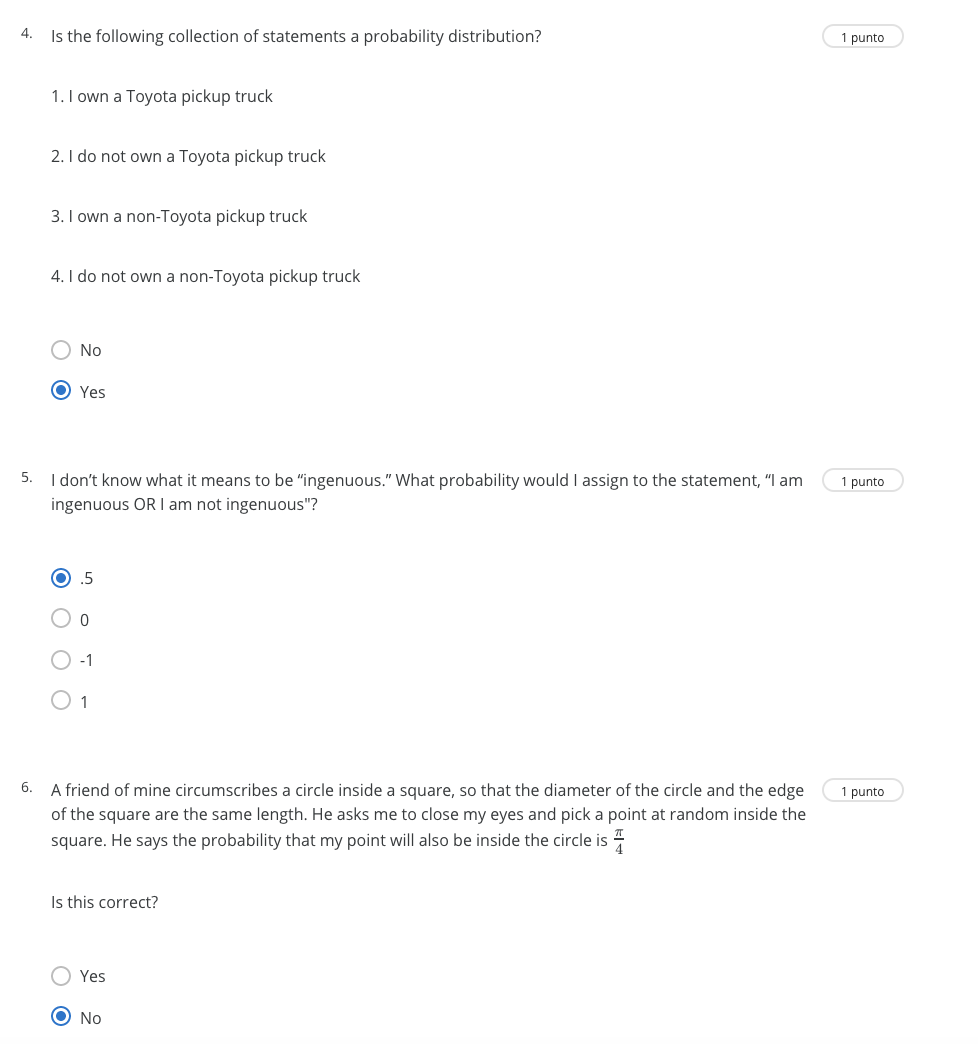 4. Is the following collection of statements a probability distribution? 1 punto
1. I own a Toyota pickup truck
2. I do not own a Toyota pickup truck
3. I own a non-Toyota pickup truck
4. I do not own a non-Toyota pickup truck
No
Yes
5. I don’t know what it means to be “ingenuous.” What probability would I assign to the statement, “I am 1 punto
ingenuous OR I am not ingenuous"?
.5
0
-1
1
6. A friend of mine circumscribes a circle inside a square, so that the diameter of the circle and the edge 1 punto
of the square are the same length. He asks me to close my eyes and pick a point at random inside the
square. He says the probability that my point will also be inside the circle is π/4
Is this correct?
Yes
No